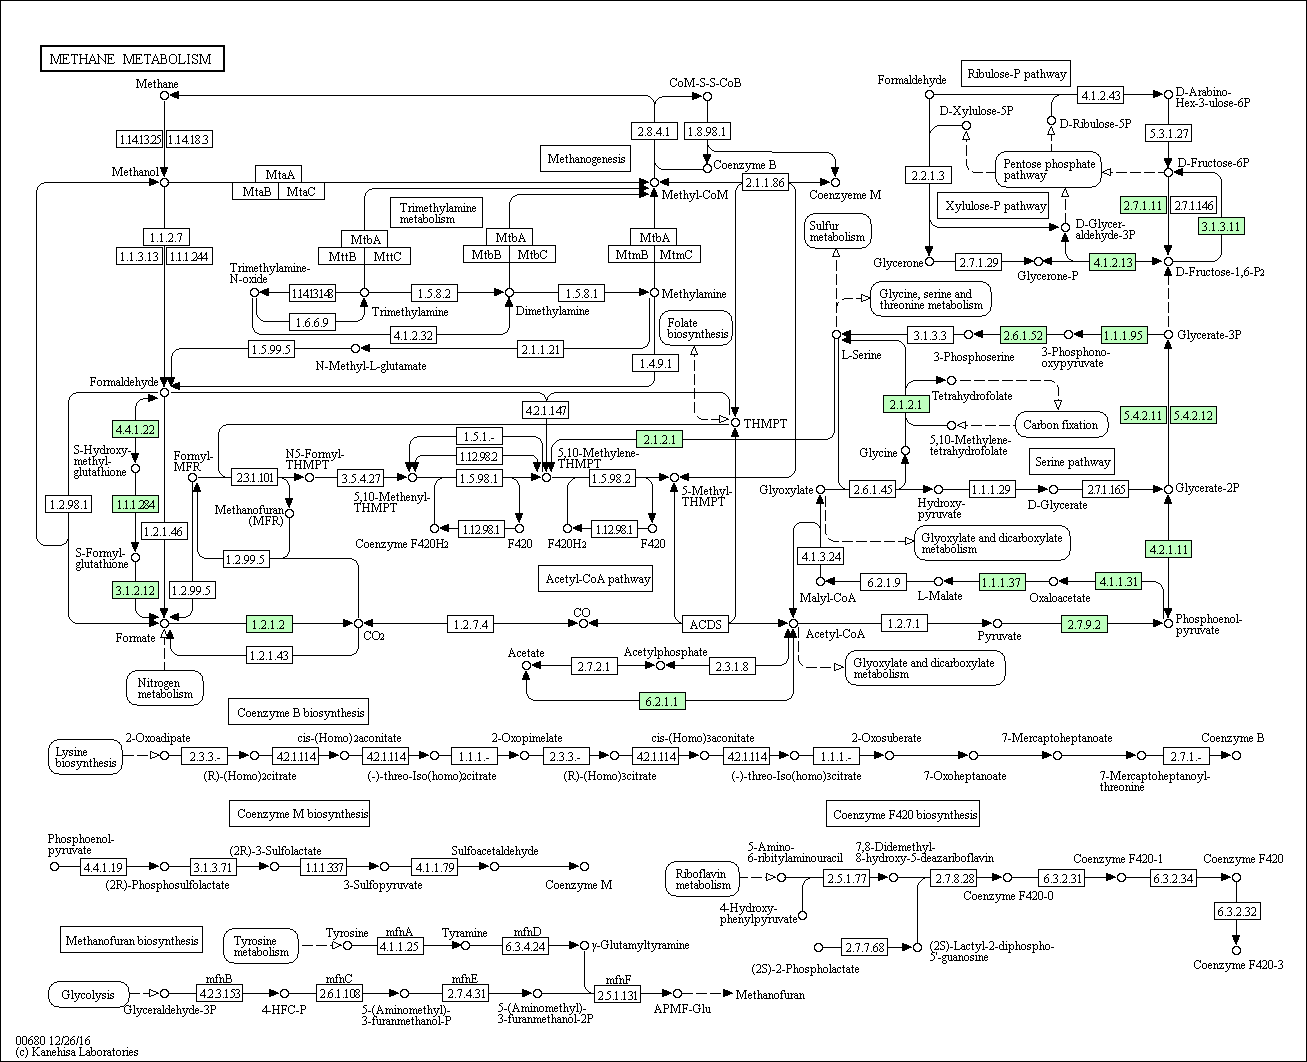 METHANE METABOLISM
Methane
CoM-S-S-CoB
Formaldehyde
Ribulose-P pathway
D-Arabino-
Hex-3-ulose-6P
4.1.2.43
D-Xylulose-5P
D-Ribulose-5P
1.14.13.25
1.14.18.3
2.8.4.1
1.8.98.1
5.3.1.27
Methanogenesis
Coenzyme B
Pentose phosphate
pathway
D-Fructose-6P
Methanol
MtaA
MtaB
MtaC
Methyl-CoM
2.1.1.86
Coenzyeme M
2.2.1.3
Xylulose-P pathway
2.7.1.11
2.7.1.146
3.1.3.11
Trimethylamine
metabolism
Sulfur
metabolism
D-Glycer-
aldehyde-3P
1.1.2.7
1.1.3.13
1.1.1.244
MtbA
MttB
MttC
MtbA
MtbB
MtbC
MtbA
MtmB
MtmC
Glycerone
2.7.1.29
Glycerone-P
4.1.2.13
D-Fructose-1,6-P2
Trimethylamine-
N-oxide
1.14.13.148
Trimethylamine
1.5.8.2
Dimethylamine
1.5.8.1
Methylamine
1.6.6.9
4.1.2.32
Glycine, serine and
threonine metabolism
Folate
biosynthesis
L-Serine
3.1.3.3
3-Phosphoserine
2.6.1.52
3-Phosphono-
oxypyruvate
1.1.1.95
Glycerate-3P
1.5.99.5
N-Methyl-L-glutamate
2.1.1.21
1.4.9.1
Formaldehyde
Tetrahydrofolate
2.1.2.1
Carbon fixation
5,10-Methylene-
tetrahydrofolate
5.4.2.11
5.4.2.12
4.2.1.147
THMPT
4.4.1.22
1.5.1.-
2.1.2.1
1.12.98.2
S-Hydroxy-
methyl-
glutathione
Formyl-
MFR
2.3.1.101
N5-Formyl-
THMPT
3.5.4.27
5,10-Methenyl-
THMPT
1.5.98.1
5,10-Methylene-
THMPT
1.5.98.2
5-Methyl-
THMPT
Glycine
Serine pathway
Glyoxylate
2.6.1.45
Hydroxy-
pyruvate
1.1.1.29
D-Glycerate
2.7.1.165
Glycerate-2P
1.2.98.1
1.1.1.284
Methanofuran
(MFR)
1.2.1.46
Coenzyme F420H2
1.12.98.1
F420
F420H2
1.12.98.1
F420
Glyoxylate and dicarboxylate
metabolism
4.2.1.11
S-Formyl-
glutathione
1.2.99.5
4.1.3.24
Acetyl-CoA pathway
3.1.2.12
1.2.99.5
Malyl-CoA
6.2.1.9
L-Malate
1.1.1.37
Oxaloacetate
4.1.1.31
Formate
1.2.1.2
CO2
1.2.7.4
CO
ACDS
Acetyl-CoA
1.2.7.1
Pyruvate
2.7.9.2
Phosphoenol-
pyruvate
1.2.1.43
Acetate
2.7.2.1
Acetylphosphate
2.3.1.8
Glyoxylate and dicarboxylate
metabolism
Nitrogen
metabolism
6.2.1.1
Coenzyme B biosynthesis
Lysine
biosynthesis
2-Oxoadipate
2.3.3.-
(R)-(Homo)2citrate
4.2.1.114
cis-(Homo)2aconitate
4.2.1.114
(-)-threo-Iso(homo)2citrate
1.1.1.-
2-Oxopimelate
2.3.3.-
(R)-(Homo)3citrate
4.2.1.114
cis-(Homo)3aconitate
4.2.1.114
(-)-threo-Iso(homo)3citrate
1.1.1.-
2-Oxosuberate
7-Oxoheptanoate
7-Mercaptoheptanoate
7-Mercaptoheptanoyl-
threonine
2.7.1.-
Coenzyme B
Coenzyme M biosynthesis
Phosphoenol-
pyruvate
4.4.1.19
(2R)-Phosphosulfolactate
3.1.3.71
(2R)-3-Sulfolactate
1.1.1.337
3-Sulfopyruvate
4.1.1.79
Sulfoacetaldehyde
Coenzyme M
Coenzyme F420 biosynthesis
Riboflavin
metabolism
5-Amino-
6-ribitylaminouracil
2.5.1.77
7,8-Didemethyl-
8-hydroxy-5-deazariboflavin
2.7.8.28
Coenzyme F420-0
6.3.2.31
Coenzyme F420-1
6.3.2.34
Coenzyme F420
4-Hydroxy-
phenylpyruvate
6.3.2.32
2.7.7.68
(2S)-2-Phospholactate
(2S)-Lactyl-2-diphospho-
5'-guanosine
Coenzyme F420-3
Methanofuran biosynthesis
Tyrosine
metabolism
Tyrosine
mfnA
4.1.1.25
Tyramine
mfnD
6.3.4.24
γ-Glutamyltyramine
Glycolysis
Glyceraldehyde-3P
mfnB
4.2.3.153
4-HFC-P
mfnC
2.6.1.108
5-(Aminomethyl)-
3-furanmethanol-P
mfnE
2.7.4.31
5-(Aminomethyl)-
3-furanmethanol-2P
mfnF
2.5.1.131
APMF-Glu
Methanofuran
00680 12/26/16
(c) Kanehisa Laboratories